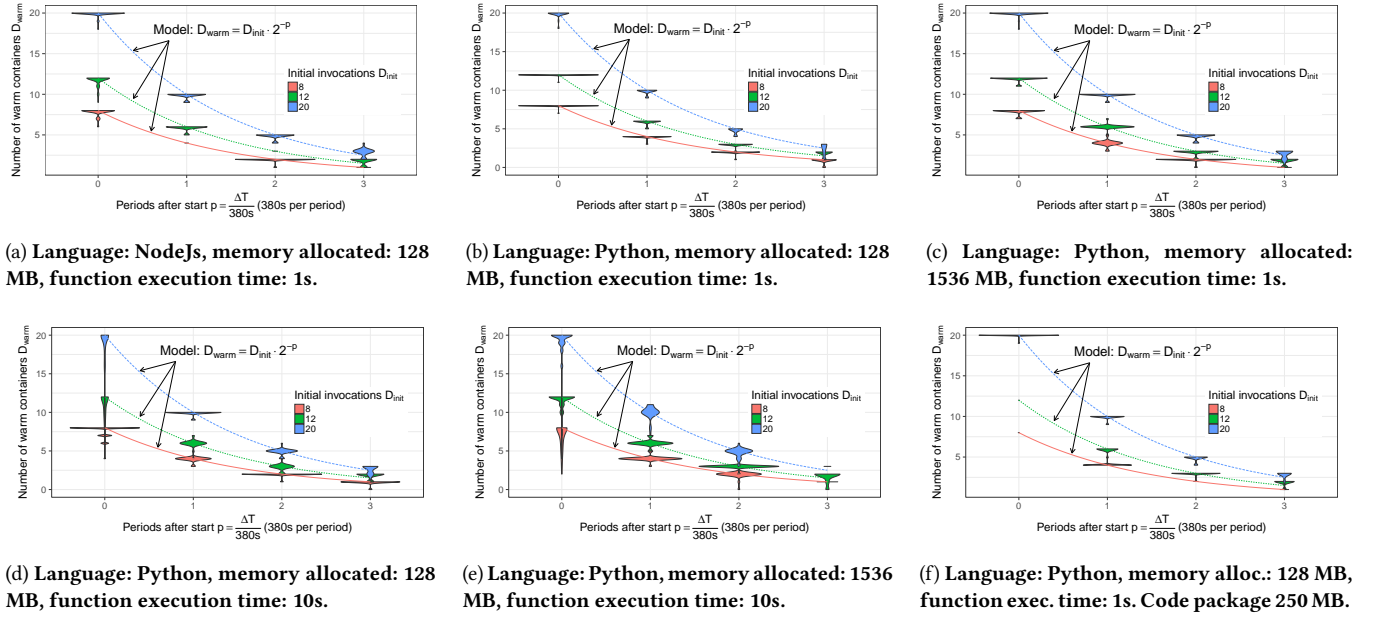 Number of warm containers D_warm
20
15
10
5
0
1
2
3
Model: D_warm = D_init · 2^-p
Initial invocations D_init
8
12
20
Periods after start p = ΔT/380s (380s per period)
(a) Language: NodeJs, memory allocated: 128
MB, function execution time: 1s.
Number of warm containers D_warm
20
15
10
5
0
0
1
2
3
Model: D_warm = D_init · 2^-p
Initial invocations D_init
8
12
20
Periods after start p = ΔT/380s (380s per period)
(b) Language: Python, memory allocated: 128
MB, function execution time: 1s.
Number of warm containers D_warm
20
15
10
5
0
1
2
3
Model: D_warm = D_init · 2^-p
Initial invocations D_init
8
12
20
Periods after start p = ΔT/380s (380s per period)
(c) Language: Python, memory allocated:
1536 MB, function execution time: 1s.
Number of warm containers D_warm
20
15
10
5
0
0
1
2
3
Model: D_warm = D_init · 2^-p
Initial invocations D_init
8
12
20
Periods after start p = ΔT/380s (380s per period)
(d) Language: Python, memory allocated: 128
MB, function execution time: 10s.
Number of warm containers D_warm
20
15
10
5
0
0
1
2
3
Model: D_warm = D_init · 2^-p
Initial invocations D_init
8
12
20
Periods after start p = ΔT/380s (380s per period)
(e) Language: Python, memory allocated: 1536
MB, function execution time: 10s.
Number of warm containers D_warm
20
15
10
5
0
1
2
3
Model: D_warm = D_init · 2^-p
Initial invocations D_init
8
12
20
Periods after start p = ΔT/380s (380s per period)
(f) Language: Python, memory alloc.: 128 MB,
function exec. time: 1s. Code package 250 MB.